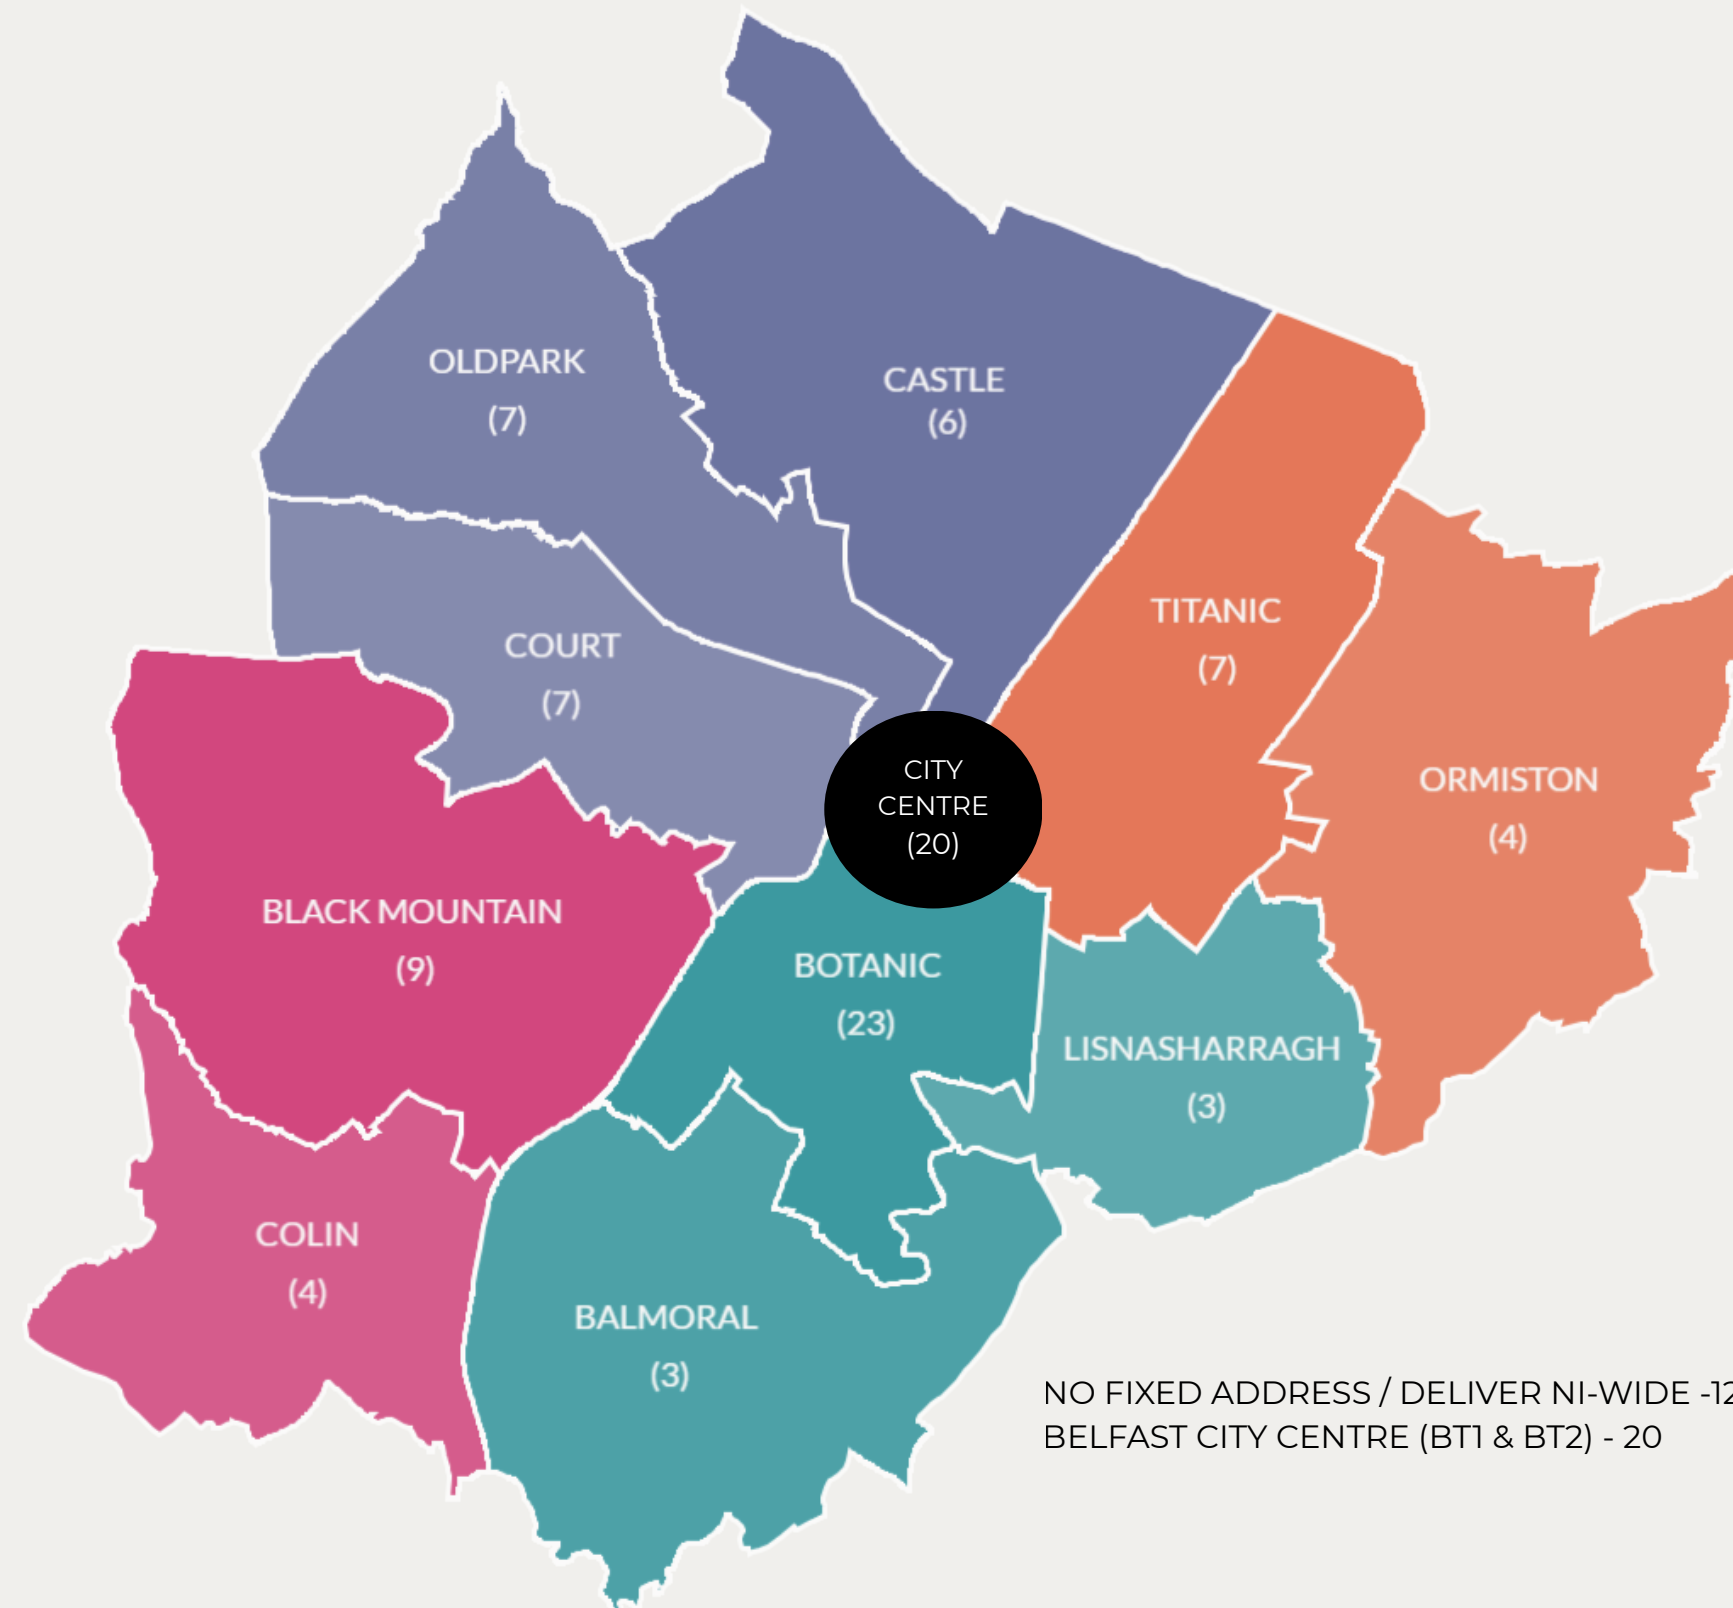 OLDPARK
(7)
CASTLE
(6)
COURT
(7)
TITANIC
(7)
CITY
CENTRE
(20)
ORMISTON
(4)
BLACK MOUNTAIN
(9)
BOTANIC
(23)
LISNASHARRAGH
(3)
COLIN
(4)
BALMORAL
(3)
NO FIXED ADDRESS / DELIVER NI-WIDE -12
BELFAST CITY CENTRE (BT1 & BT2) - 20